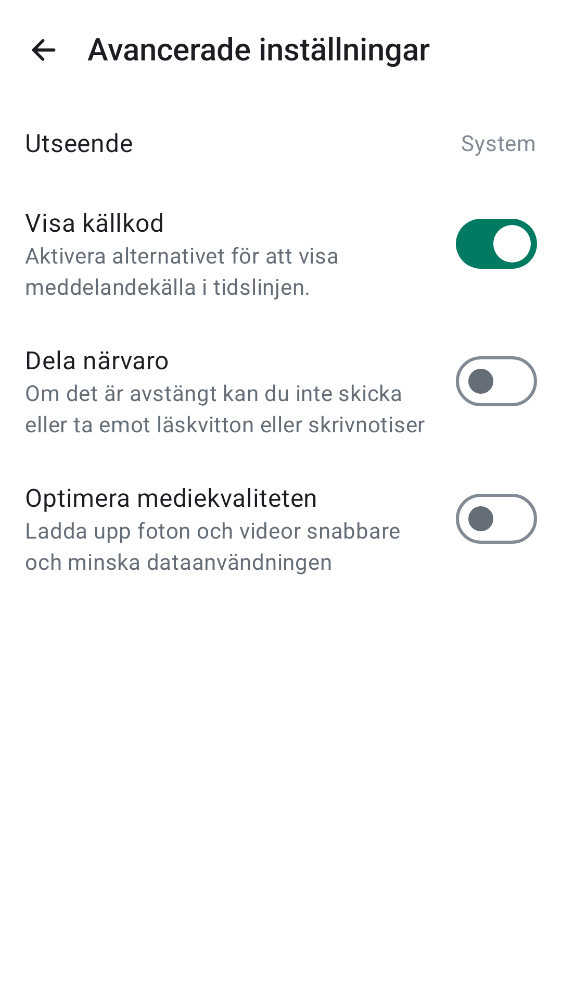 Avancerade inställningar
Utseende
System
Visa källkod
Aktivera alternativet för att visa
meddelandekälla i tidslinjen.
Dela närvaro
Om det är avstängt kan du inte skicka
eller ta emot läskvitton eller skrivnotiser
Optimera mediekvaliteten
Ladda upp foton och videor snabbare
och minska dataanvändningen